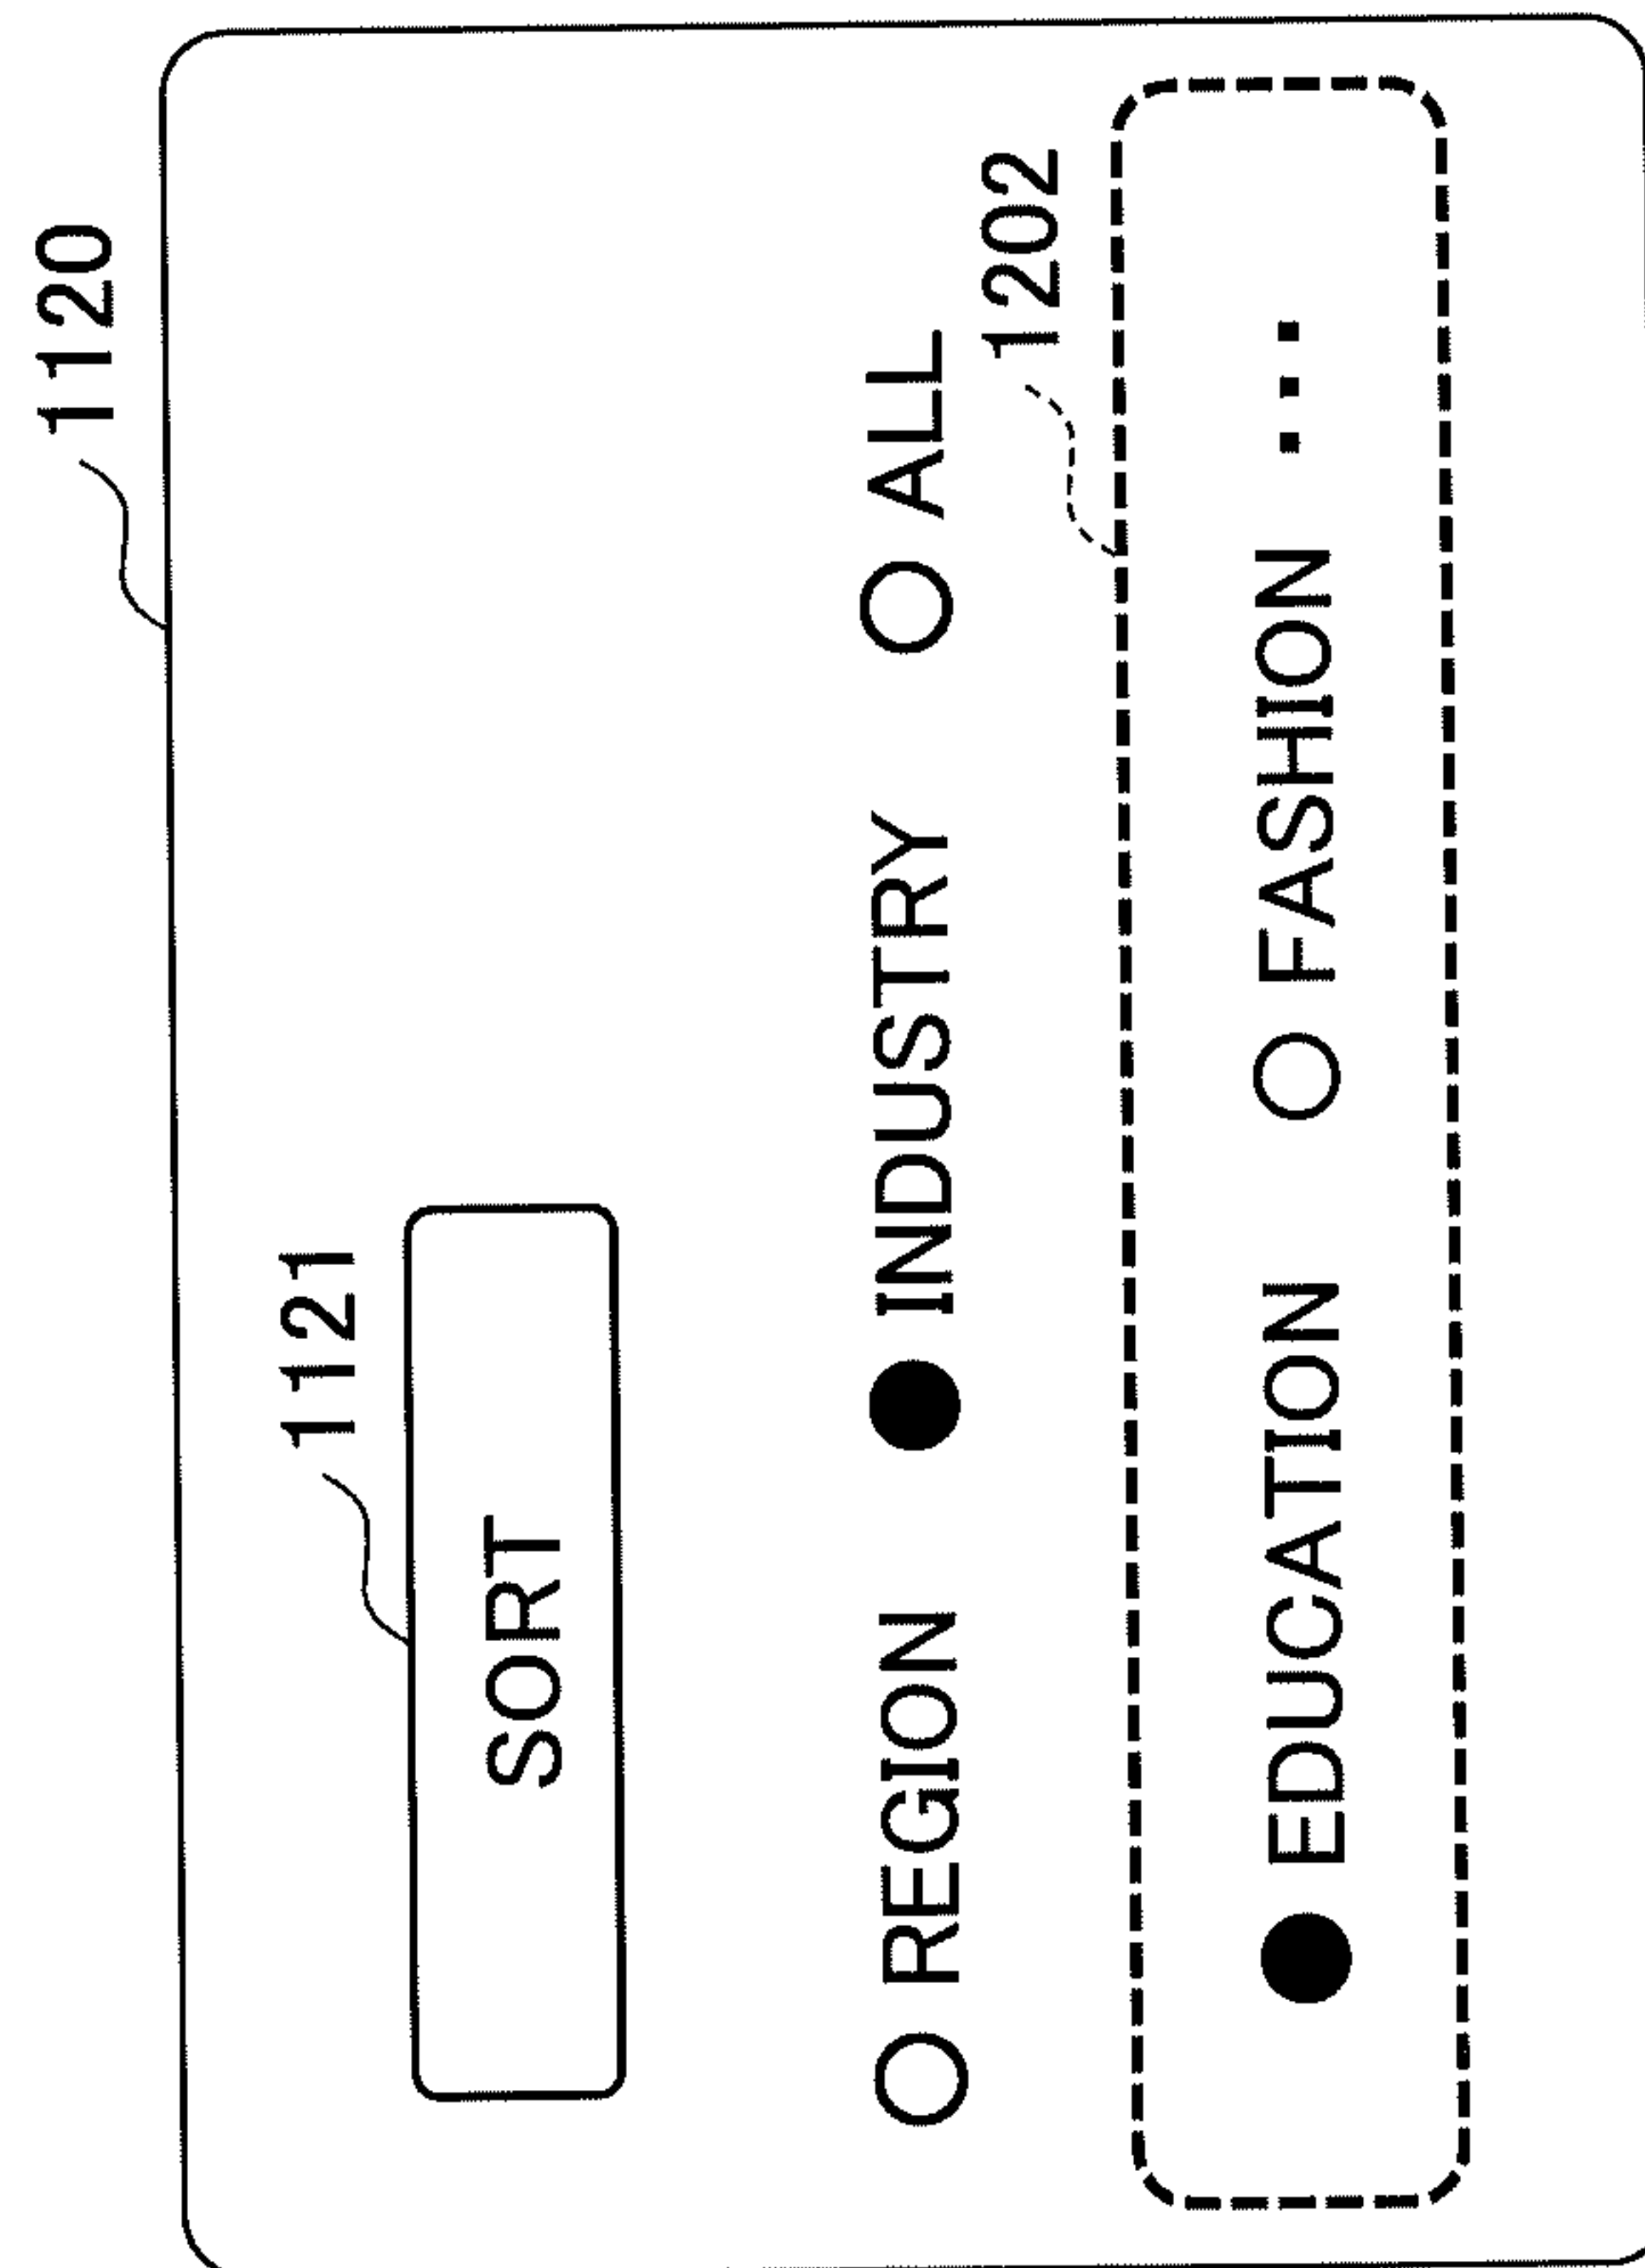 1120
1121
SORT
○ REGION ● INDUSTRY ○ ALL
1202
● EDUCATION ○ FASHION ...